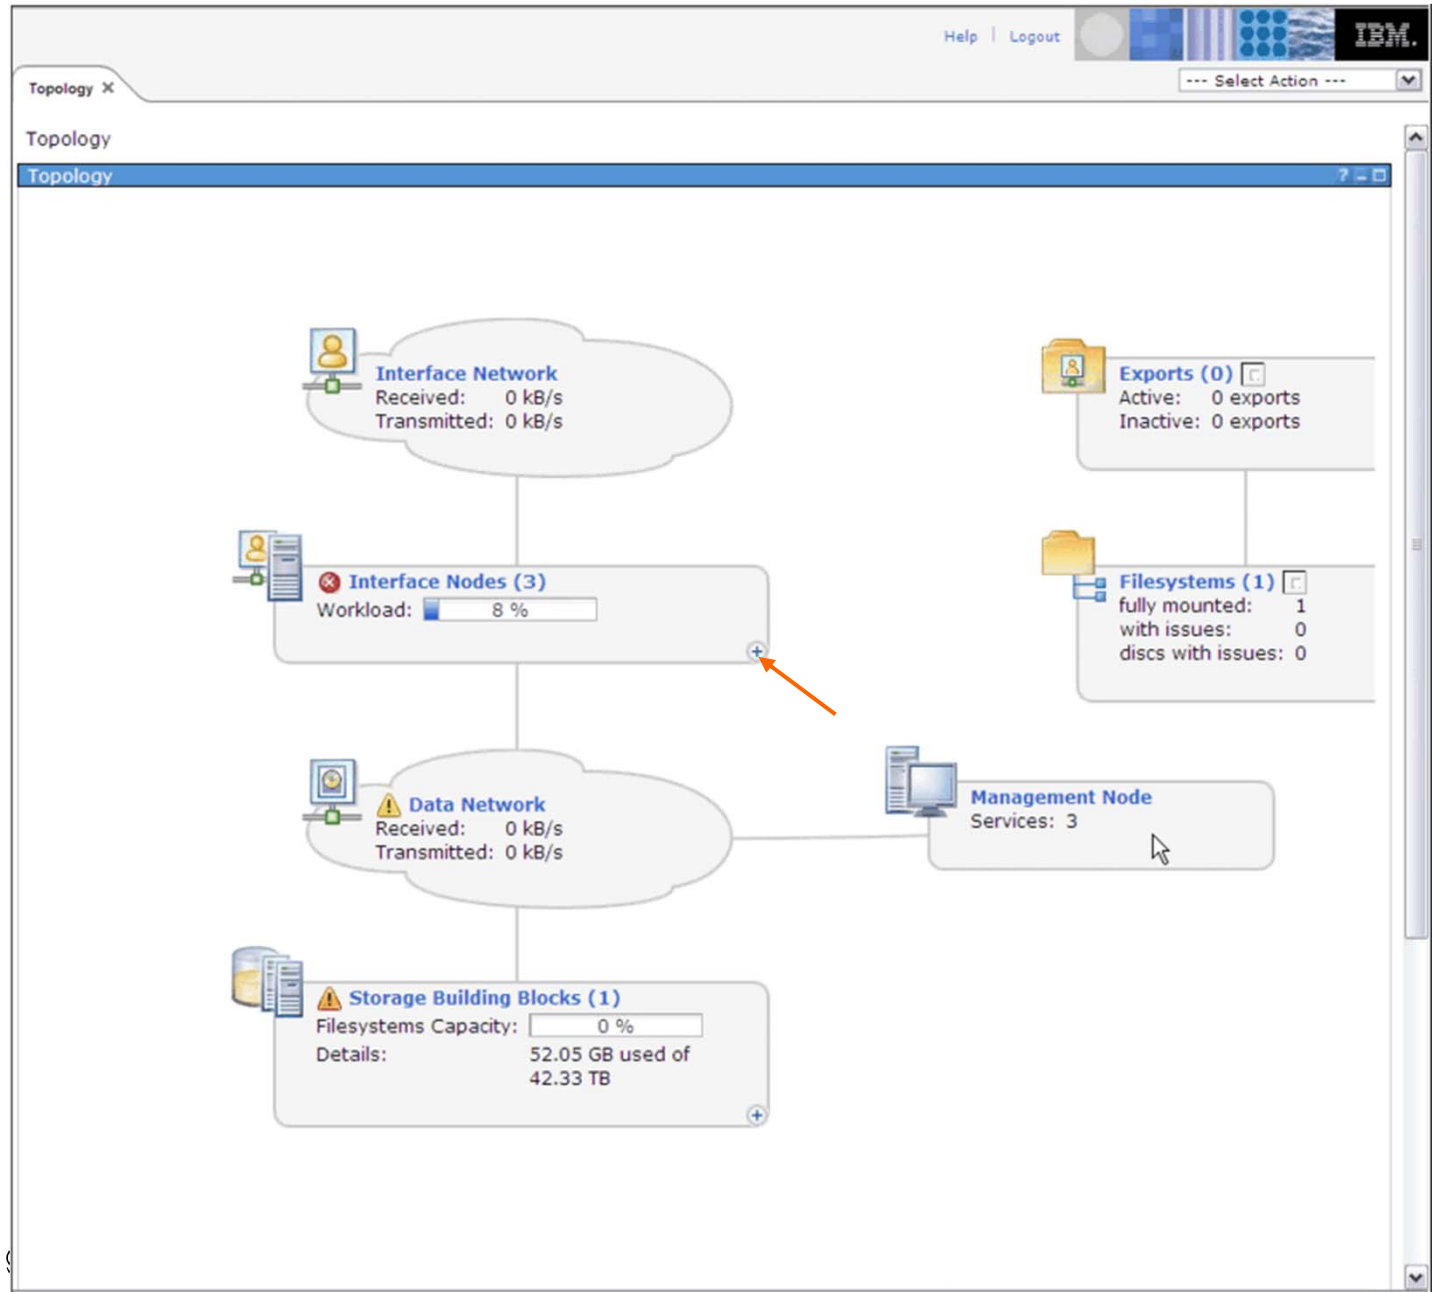 Help | Logout
IBM.
Topology
--- Select Action ---
Topology
Topology
?
Interface Network
Received: 0 kB/s
Transmitted: 0 kB/s
Exports (0)
Active: 0 exports
Inactive: 0 exports
Interface Nodes (3)
Workload: 8 %
Filesystems (1)
fully mounted: 1
with issues: 0
discs with issues: 0
Data Network
Received: 0 kB/s
Transmitted: 0 kB/s
Management Node
Services: 3
Storage Building Blocks (1)
Filesystems Capacity: 0 %
Details: 52.05 GB used of
42.33 TB